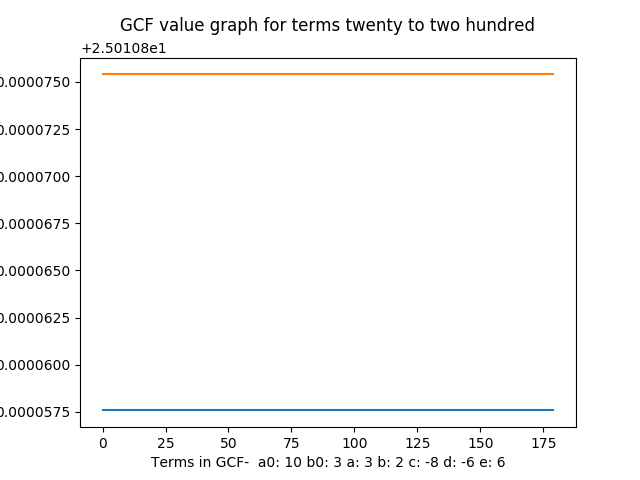 GCF value graph for terms twenty to two hundred
+2.50108e1
0.0000750
0.0000725
0.0000700
0.0000675
0.0000650
0.0000625
0.0000600
0.0000575
0 25 50 75 100 125 150 175
Terms in GCF- a0: 10 b0: 3 a: 3 b: 2 c: -8 d: -6 e: 6